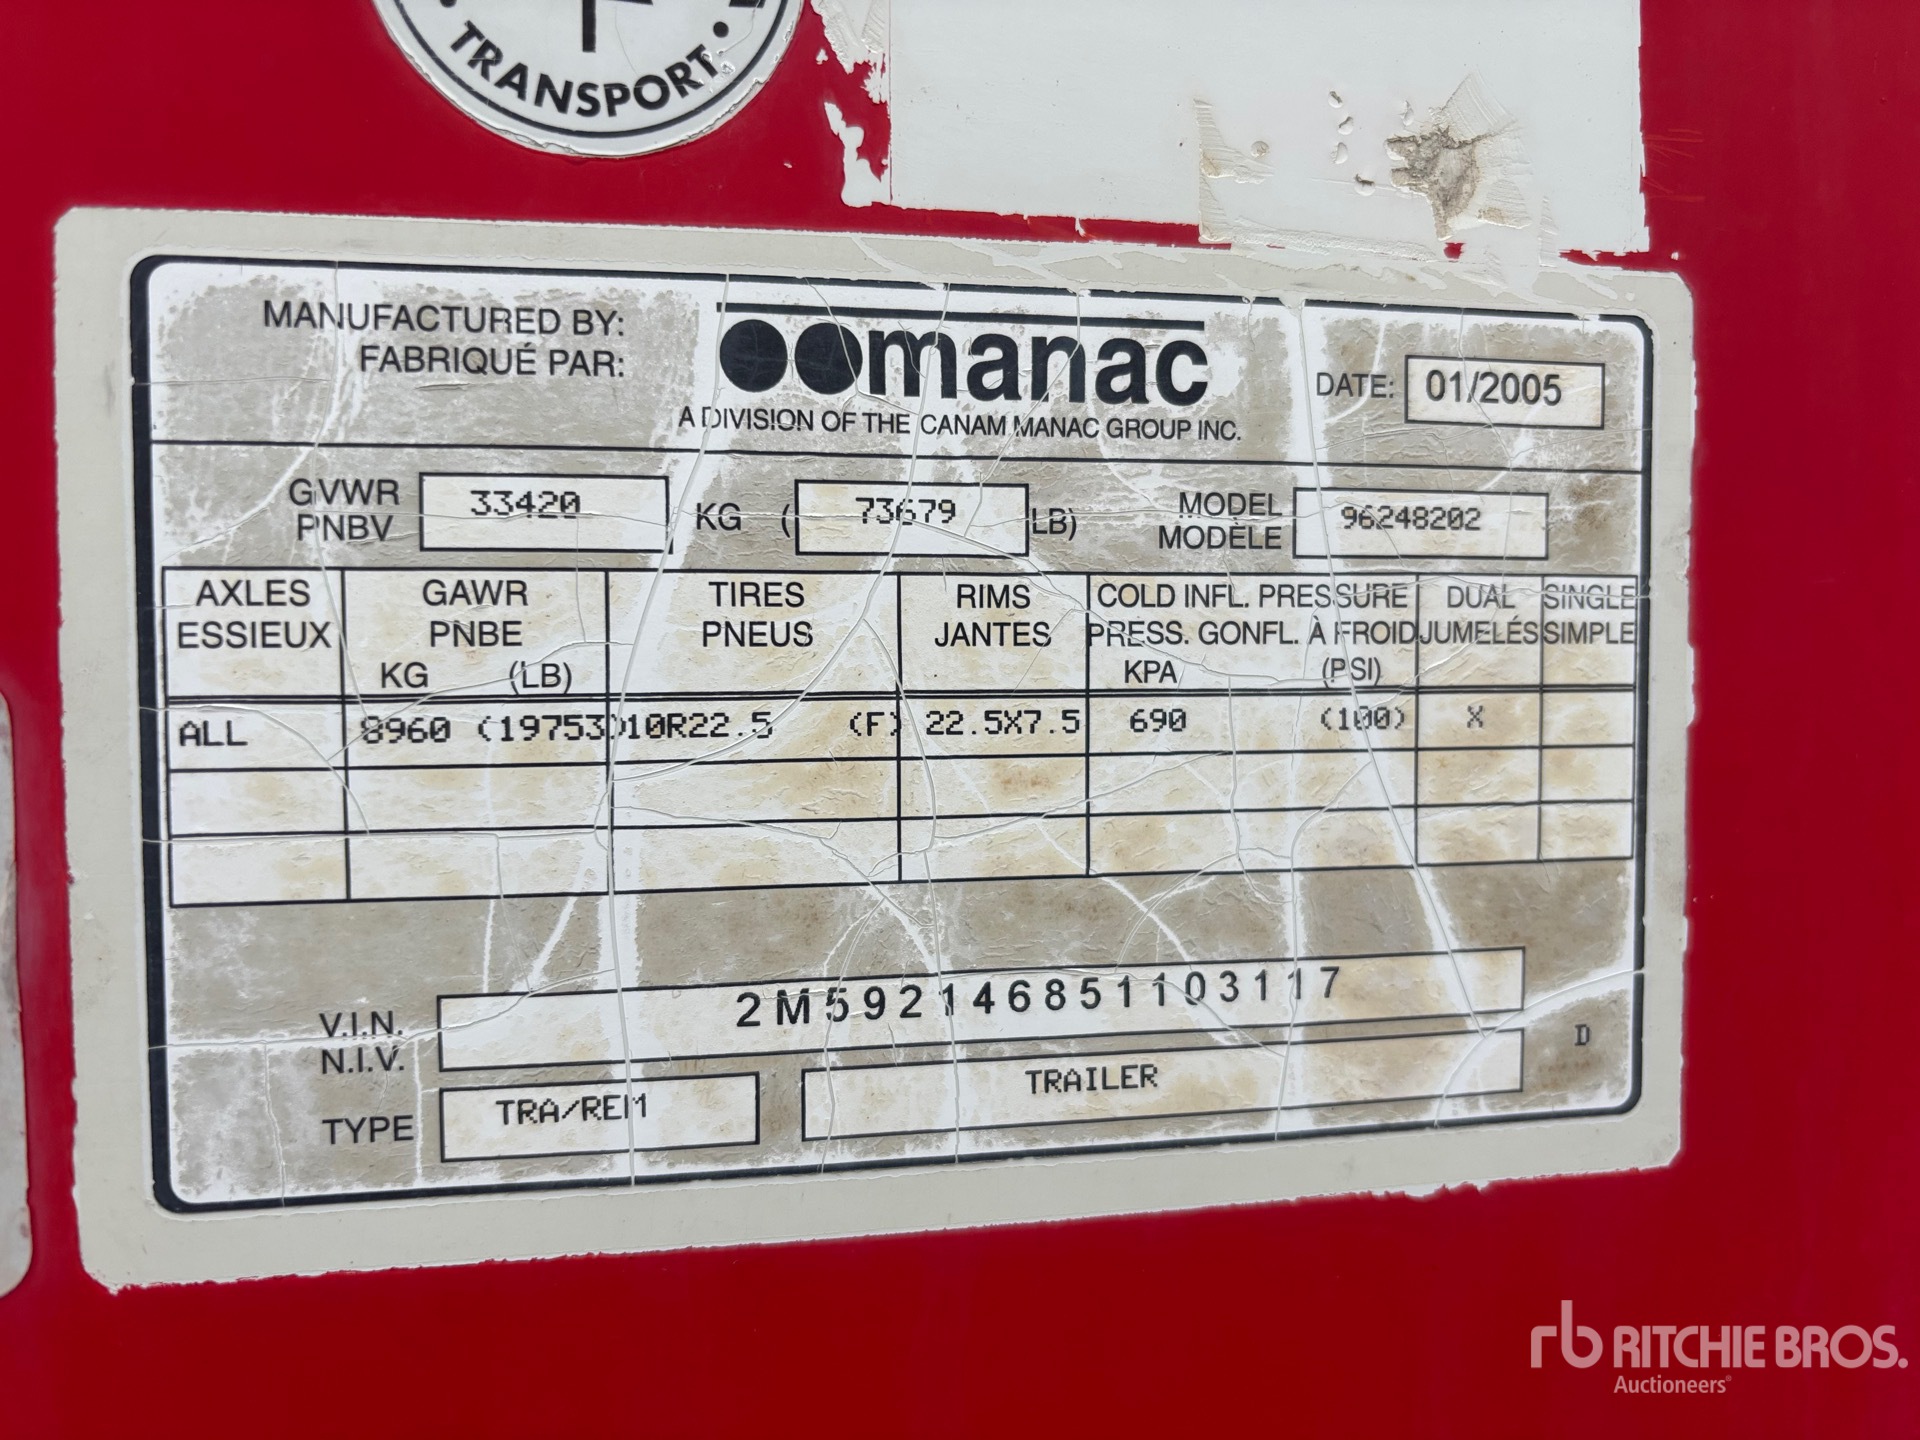 • TRANSPORT •
MANUFACTURED BY:
FABRIQUÉ PAR:
manac
A DIVISION OF THE CANAM MANAC GROUP INC.
DATE: 01/2005
GVWR
PNBV
33420 KG ( 73679 LB)
MODEL
MODÈLE
96248202
AXLES
ESSIEUX
GAWR
PNBE
KG (LB)
TIRES
PNEUS
RIMS
JANTES
COLD INFL. PRESSURE
PRESS. GONFL. À FROID
KPA (PSI)
DUAL
JUMELÉS
SINGLE
SIMPLE
ALL 8960 (19753) 10R22.5 (F) 22.5X7.5 690 (100) X
V.I.N.
N.I.V.
2M592146851103117
D
TYPE TRA/REM TRAILER
rb RITCHIE BROS.
Auctioneers®